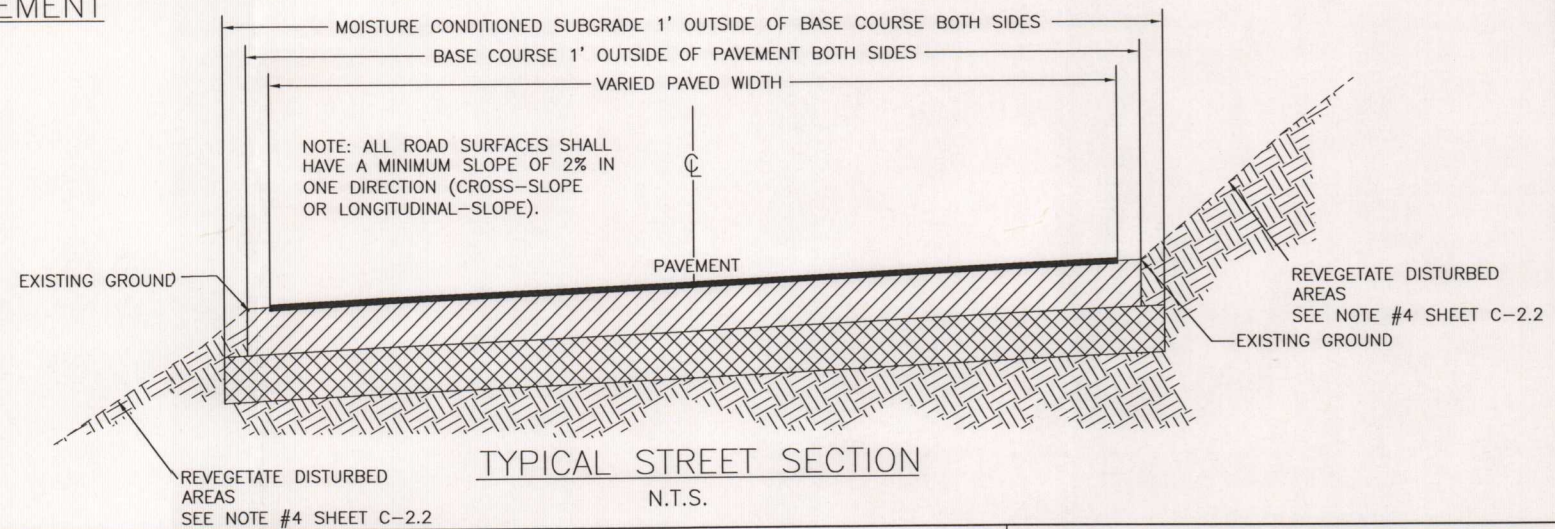 MOISTURE CONDITIONED SUBGRADE 1' OUTSIDE OF BASE COURSE BOTH SIDES
BASE COURSE 1' OUTSIDE OF PAVEMENT BOTH SIDES
VARIED PAVED WIDTH
NOTE: ALL ROAD SURFACES SHALL
HAVE A MINIMUM SLOPE OF 2% IN
ONE DIRECTION (CROSS-SLOPE
OR LONGITUDINAL-SLOPE).
℄
PAVEMENT
EXISTING GROUND
REVEGETATE DISTURBED
AREAS
SEE NOTE #4 SHEET C-2.2
EXISTING GROUND
REVEGETATE DISTURBED
AREAS
SEE NOTE #4 SHEET C-2.2
TYPICAL STREET SECTION
N.T.S.